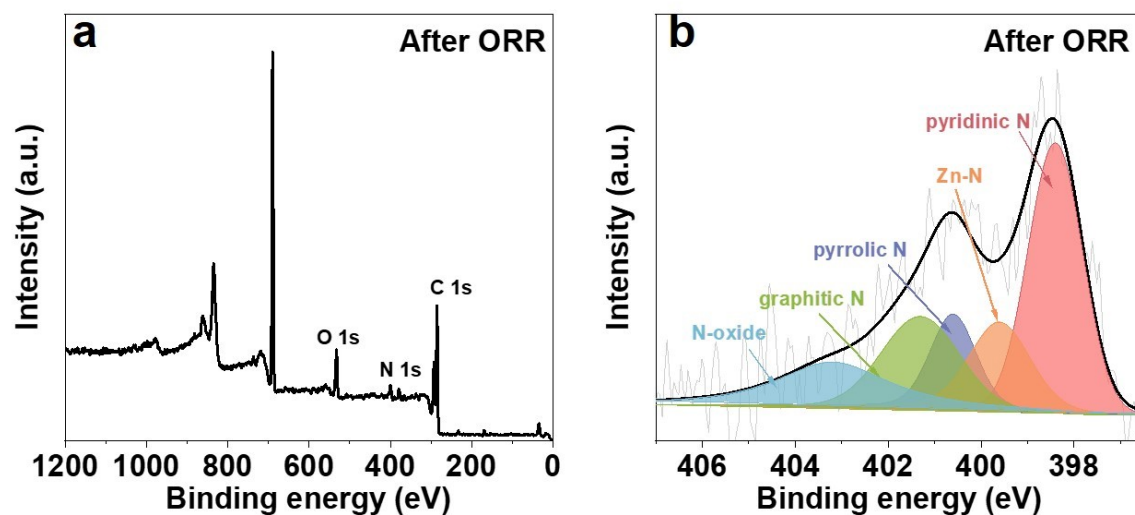 a
After ORR
Intensity (a.u.)
C 1s
O 1s
N 1s
1200 1000 800 600 400 200 0
Binding energy (eV)
b
After ORR
Intensity (a.u.)
pyridinic N
Zn-N
pyrrolic N
graphitic N
N-oxide
406 404 402 400 398
Binding energy (eV)